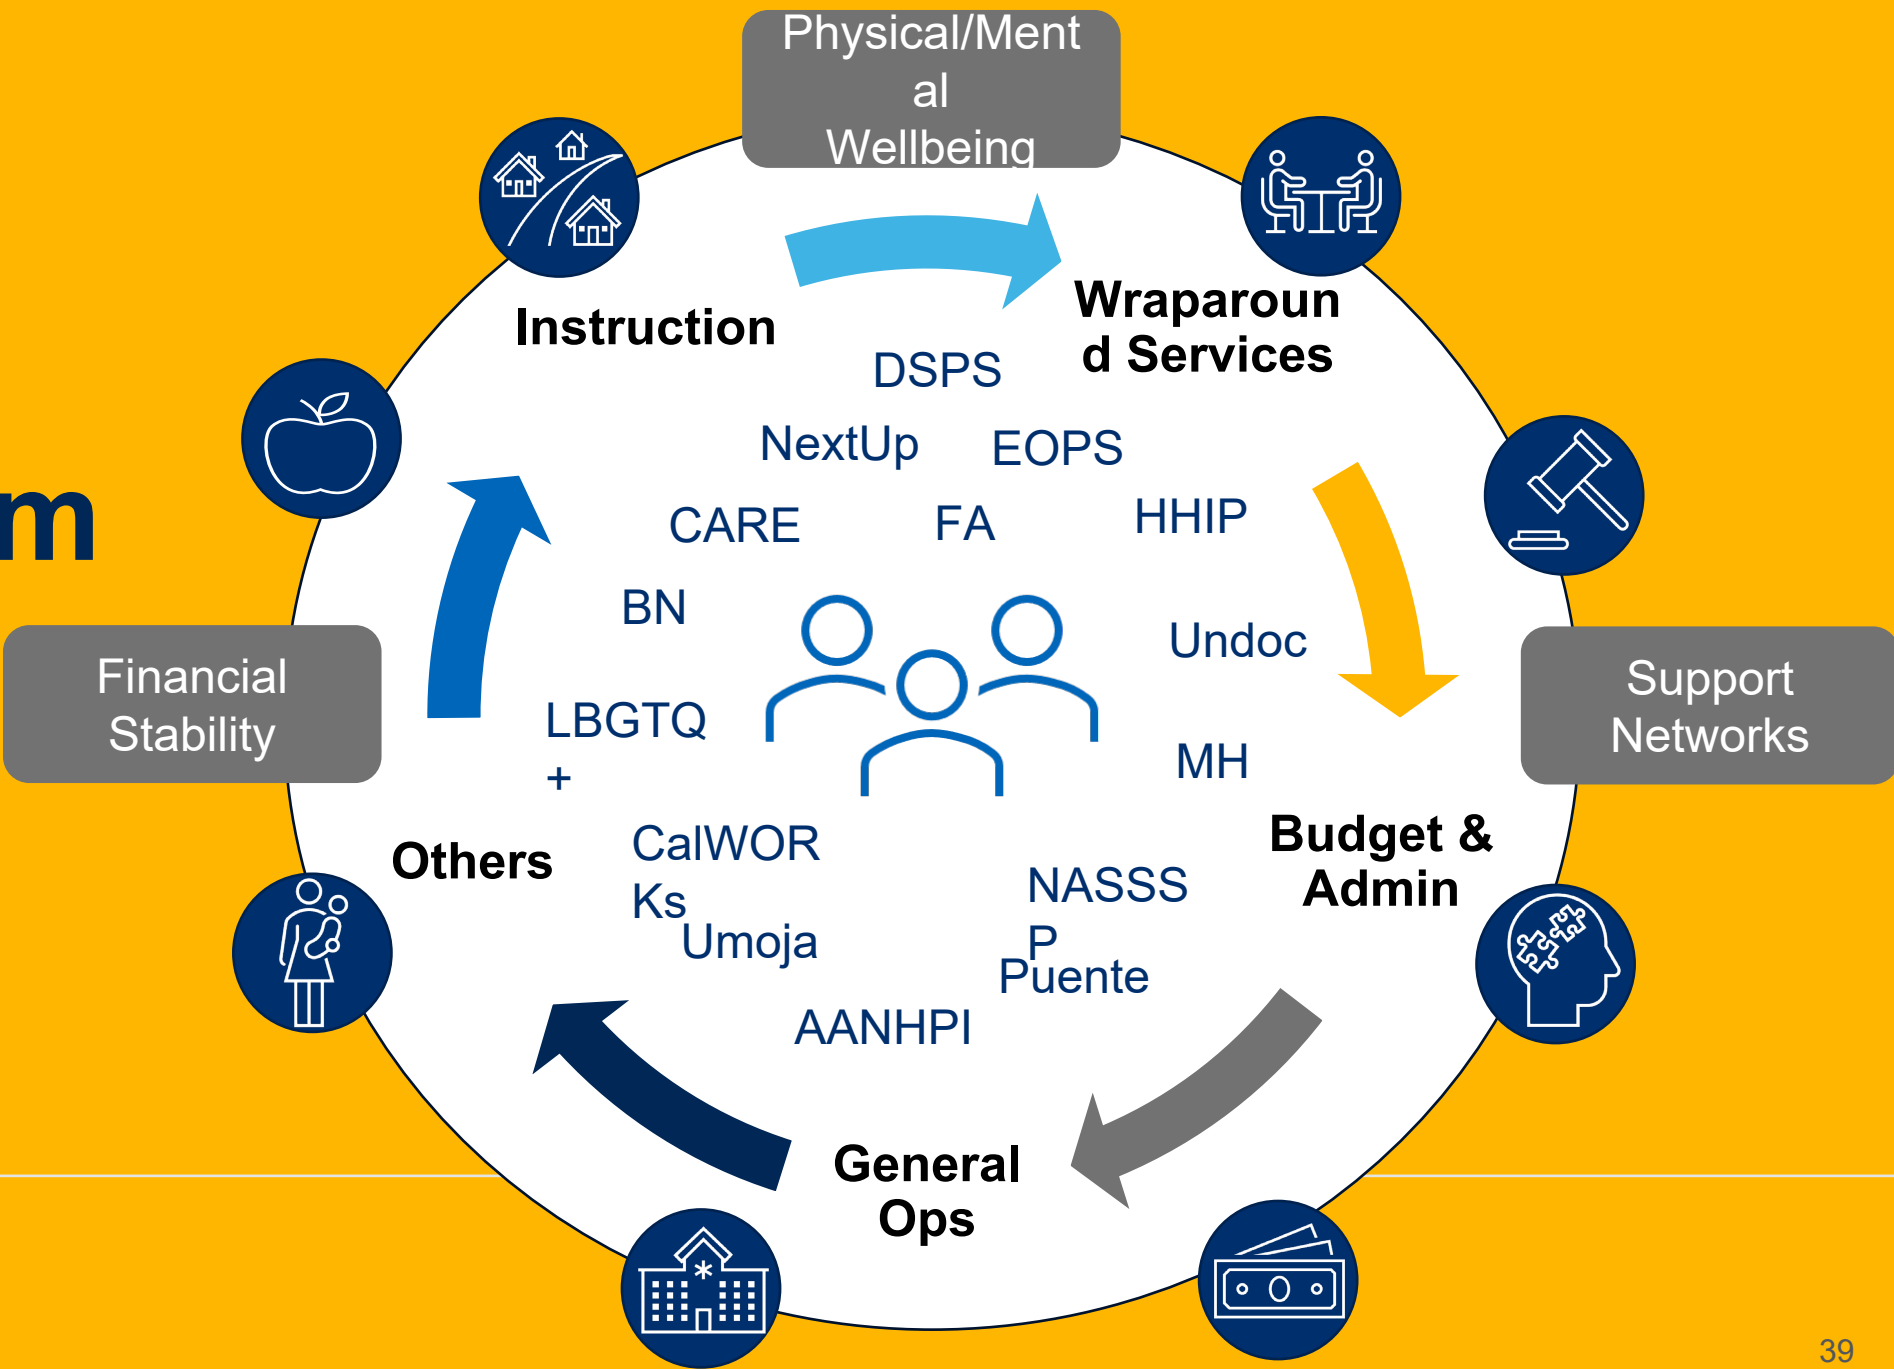 Physical/Ment
al
Wellbeing
Instruction
Wraparoun
d Services
DSPS
NextUp
EOPS
m
CARE
FA
HHIP
BN
Undoc
Financial
Stability
Support
Networks
LBGTQ
+
MH
Others
CalWOR
Ks
Budget &
Admin
NASSS
P
Umoja
Puente
AANHPI
General
Ops
39